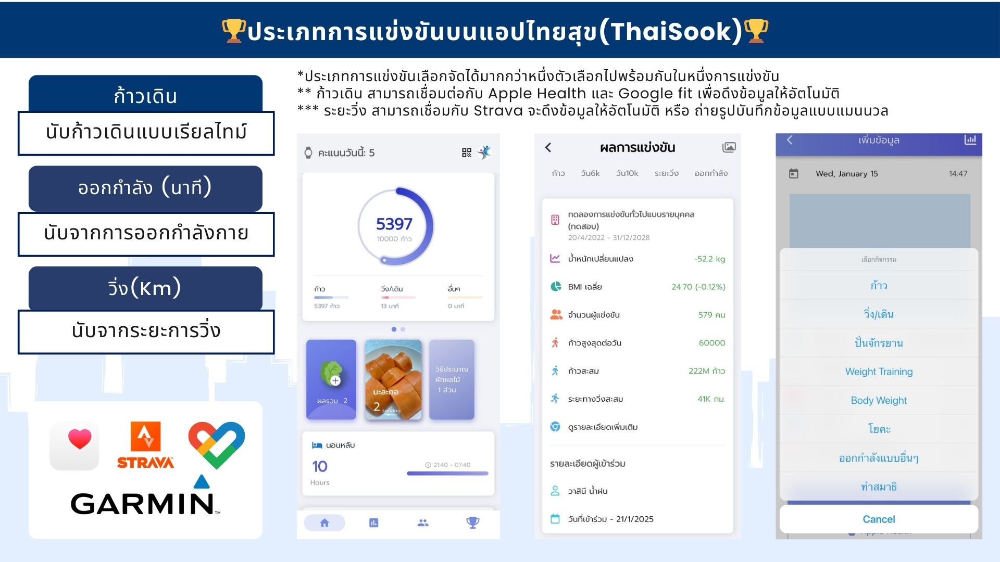 ประเภทการแข่งขันบนแอปไทยสุข(ThaiSook)
ก้าวเดิน
นับก้าวเดินแบบเรียลไทม์
ออกกำลัง (นาที)
นับจากการออกกำลังกาย
วิ่ง(Km)
นับจากระยะการวิ่ง
STRAVA
GARMIN™
*ประเภทการแข่งขันเลือกจัดได้มากกว่าหนึ่งตัวเลือกไปพร้อมกันในหนึ่งการแข่งขัน
** ก้าวเดิน สามารถเชื่อมต่อกับ Apple Health และ Google fit เพื่อดึงข้อมูลให้อัตโนมัติ
*** ระยะวิ่ง สามารถเชื่อมกับ Strava จะดึงข้อมูลให้อัตโนมัติ หรือ ถ่ายรูปบันทึกข้อมูลแบบแมนนวล
คะแนนวันนี้: 5
5397
10000 ก้าว
ก้าว วิ่ง/เดิน อื่นๆ
5397 ก้าว 13 นาที 0 นาที
ผลรวม 2
มะละกอ
2 serving
วิธีประมาณ
ผักผลไม้
1 ส่วน
นอนหลับ
10
Hours
21:40 - 07:40
ผลการแข่งขัน
ก้าว วัน6k วัน10k ระยะวิ่ง ออกกำลัง
ทดลองการแข่งขันทั่วไปแบบรายบุคคล
(ทดสอบ)
20/4/2022 - 31/12/2028
น้ำหนักเปลี่ยนแปลง -52.2 kg
BMI เฉลี่ย 24.70 (-0.12%)
จำนวนผู้แข่งขัน 579 คน
ก้าวสูงสุดต่อวัน 60000
ก้าวสะสม 222M ก้าว
ระยะทางวิ่งสะสม 41K กม.
ดูรายละเอียดเพิ่มเติม
รายละเอียดผู้เข้าร่วม
วาสินี น้ำฝน
วันที่เข้าร่วม - 21/1/2025
เพิ่มข้อมูล
Wed, January 15 14:47
เลือกกิจกรรม
ก้าว
วิ่ง/เดิน
ปั่นจักรยาน
Weight Training
Body Weight
โยคะ
ออกกำลังแบบอื่นๆ
ทำสมาธิ
Cancel